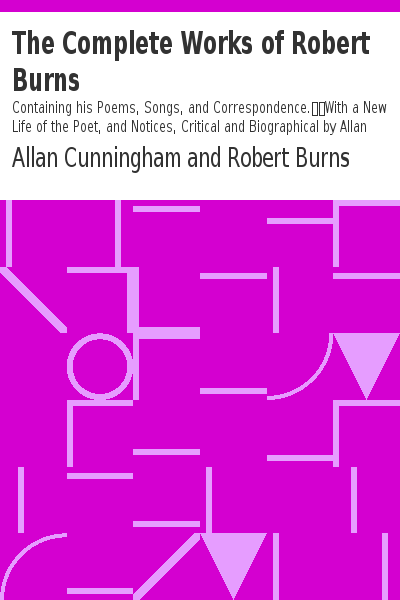 The Complete Works of Robert
Burns
Containing his Poems, Songs, and Correspondence.▯▯With a New
Life of the Poet, and Notices, Critical and Biographical by Allan
Allan Cunningham and Robert Burns